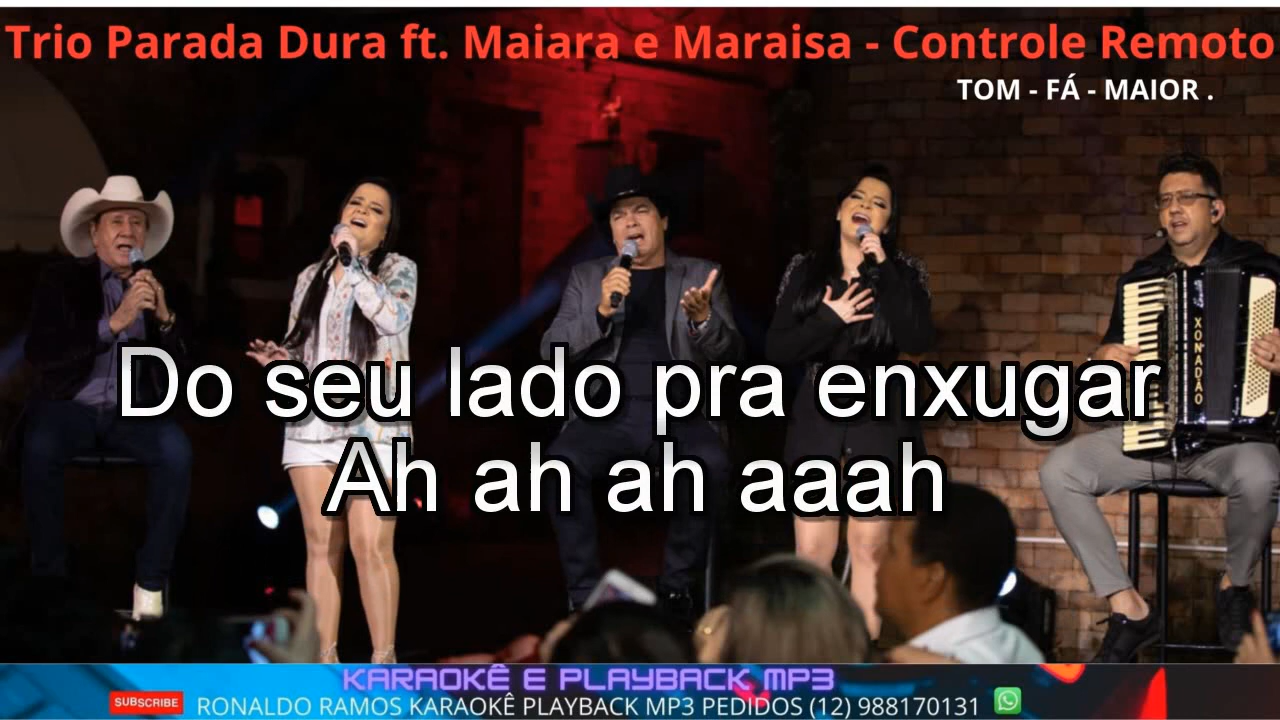 Trio Parada Dura ft. Maiara e Maraisa - Controle Remoto
TOM - FÁ - MAIOR .
XONADÃO
Do seu lado pra enxugar
Ah ah ah aaah
KARAOKÊ E PLAYBACK MP3
SUBSCRIBE RONALDO RAMOS KARAOKÊ PLAYBACK MP3 PEDIDOS (12) 988170131